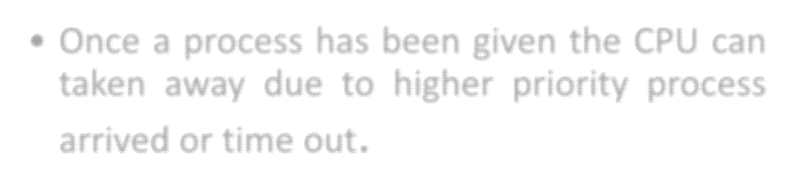 • Once a process has been given the CPU can
taken away due to higher priority process
arrived or time out.